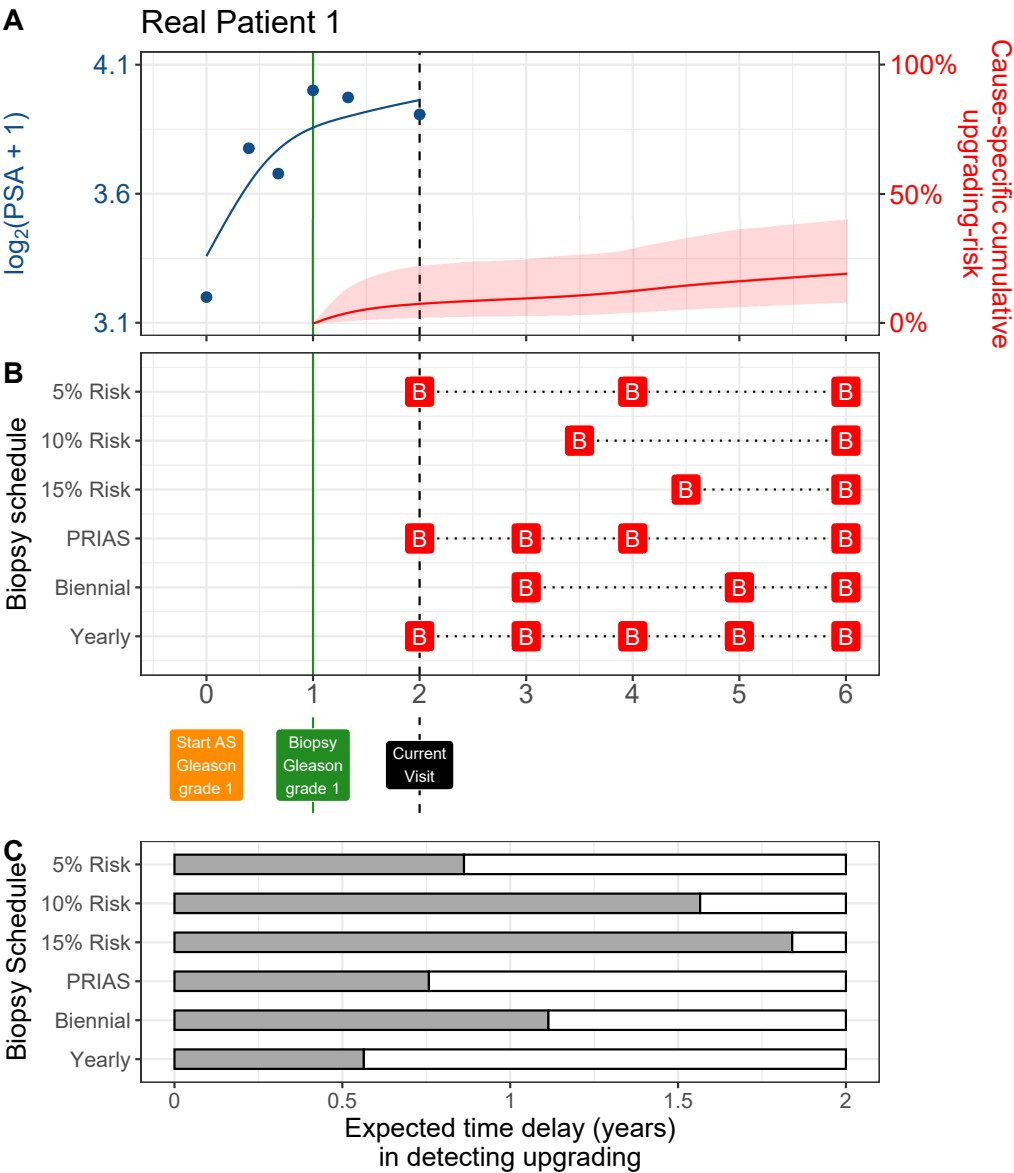 A
Real Patient 1
4.1
3.6
3.1
log2(PSA + 1)
100%
50%
0%
Cause-specific cumulative
upgrading-risk
B
Biopsy schedule
5% Risk B B B
10% Risk B B
15% Risk B B
PRIAS B B B B
Biennial B B B
Yearly B B B B B
0 1 2 3 4 5 6
Start AS
Gleason
grade 1
Biopsy
Gleason
grade 1
Current
Visit
C
Biopsy Schedule
5% Risk
10% Risk
15% Risk
PRIAS
Biennial
Yearly
0 0.5 1 1.5 2
Expected time delay (years)
in detecting upgrading